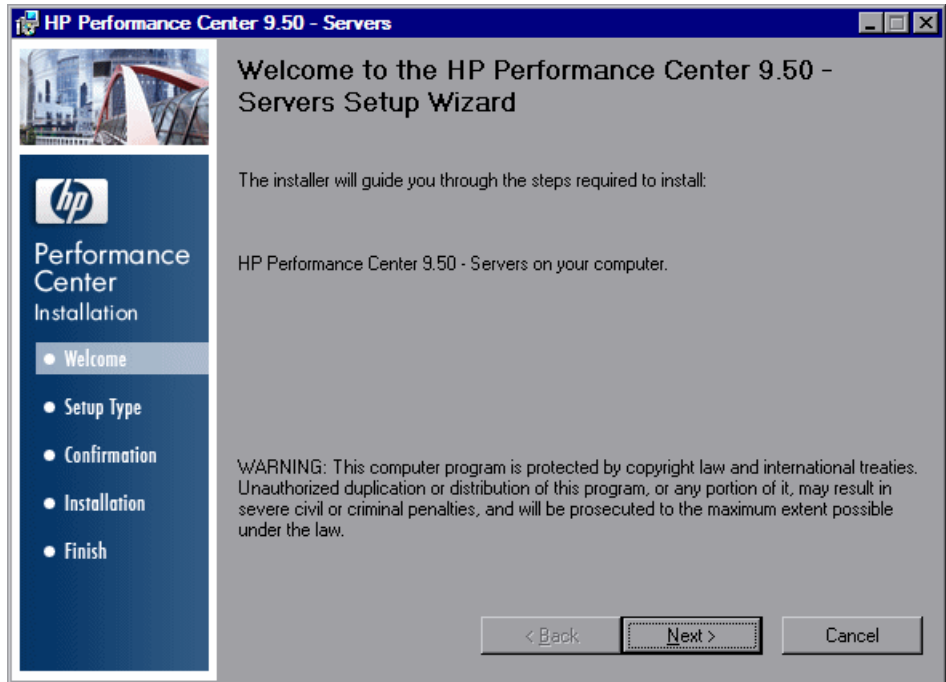 HP Performance Center 9.50 - Servers
Welcome to the HP Performance Center 9.50 -
Servers Setup Wizard
The installer will guide you through the steps required to install:
HP Performance Center 9.50 - Servers on your computer.
WARNING: This computer program is protected by copyright law and international treaties.
Unauthorized duplication or distribution of this program, or any portion of it, may result in
severe civil or criminal penalties, and will be prosecuted to the maximum extent possible
under the law.
hp
Performance
Center
Installation
Welcome
Setup Type
Confirmation
Installation
Finish
< Back
Next >
Cancel